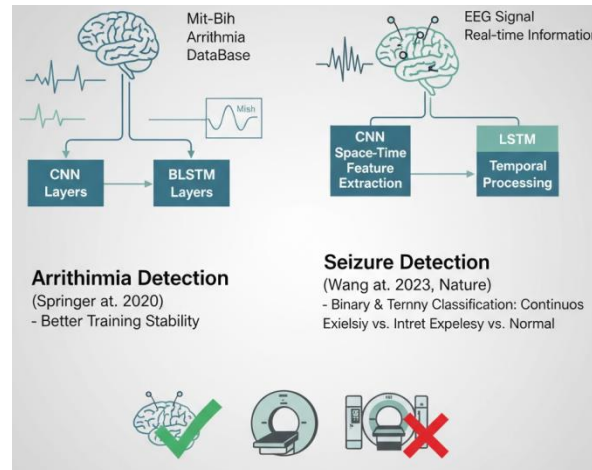 Mit-Bih
Arrithmia
DataBase
Mish
CNN
Layers
BLSTM
Layers
EEG Signal
Real-time Information
CNN
Space-Time
Feature
Extraction
LSTM
Temporal
Processing
Arrithimia Detection
(Springer at. 2020)
- Better Training Stability
Seizure Detection
(Wang at. 2023, Nature)
- Binary & Ternny Classification: Continuos
Exielsiy vs. Intret Expelesy vs. Normal